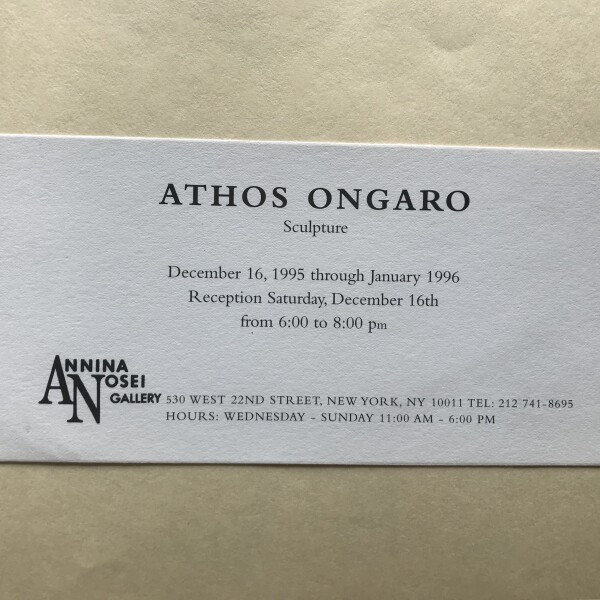 ATHOS ONGARO
Sculpture
December 16, 1995 through January 1996
Reception Saturday, December 16th
from 6:00 to 8:00 pm
ANNINA
NOSEI
GALLERY 530 WEST 22ND STREET, NEW YORK, NY 10011 TEL: 212 741-8695
HOURS: WEDNESDAY - SUNDAY 11:00 AM - 6:00 PM